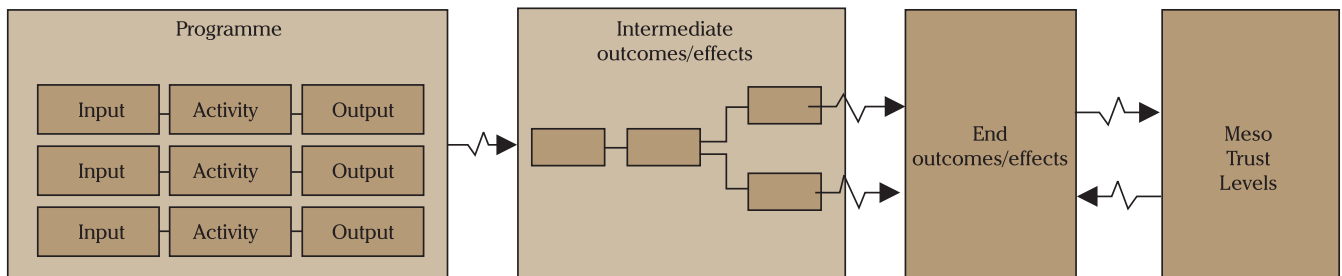 Programme
Input Activity Output
Input Activity Output
Input Activity Output
Intermediate
outcomes/effects
End
outcomes/effects
Meso
Trust
Levels